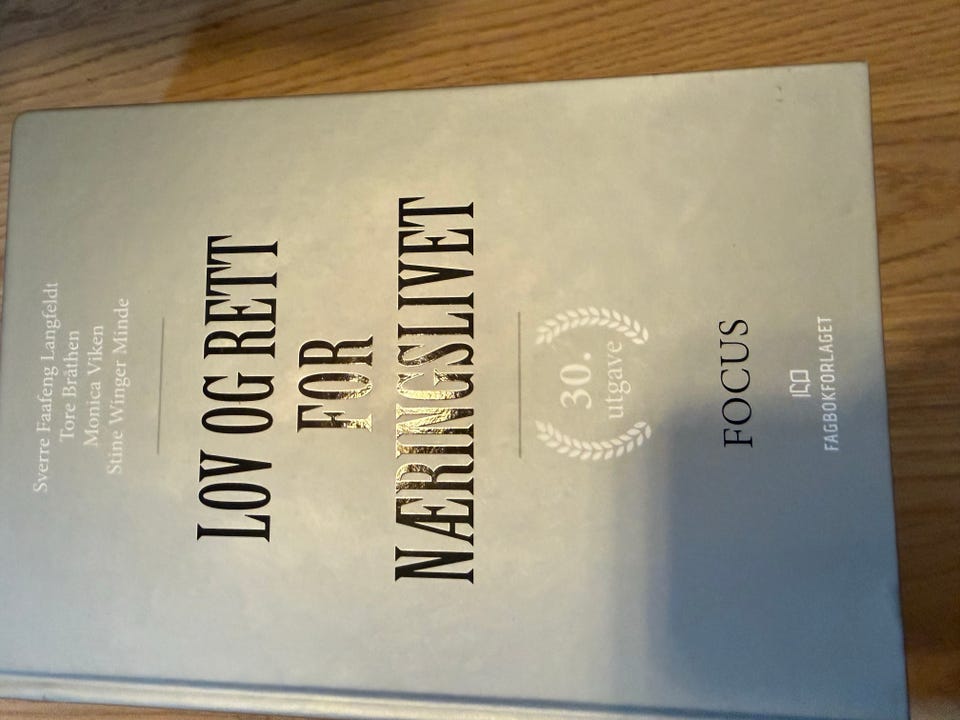 Sverre Faafeng Langfeldt
Tore Bråthen
Monica Viken
Stine Winger Minde
LOV OG RETT
FOR
NÆRINGSLIVET
30.
utgave
FOCUS
FAGBOKFORLAGET